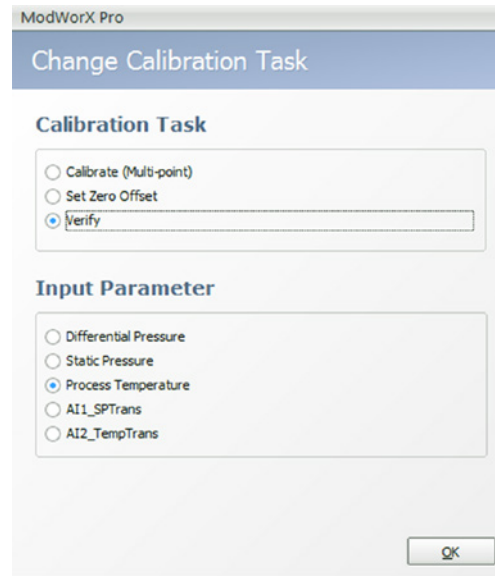 ModWorX Pro
Change Calibration Task
Calibration Task
Calibrate (Multi-point)
Set Zero Offset
Verify
Input Parameter
Differential Pressure
Static Pressure
Process Temperature
AI1_SPTrans
AI2_TempTrans
OK